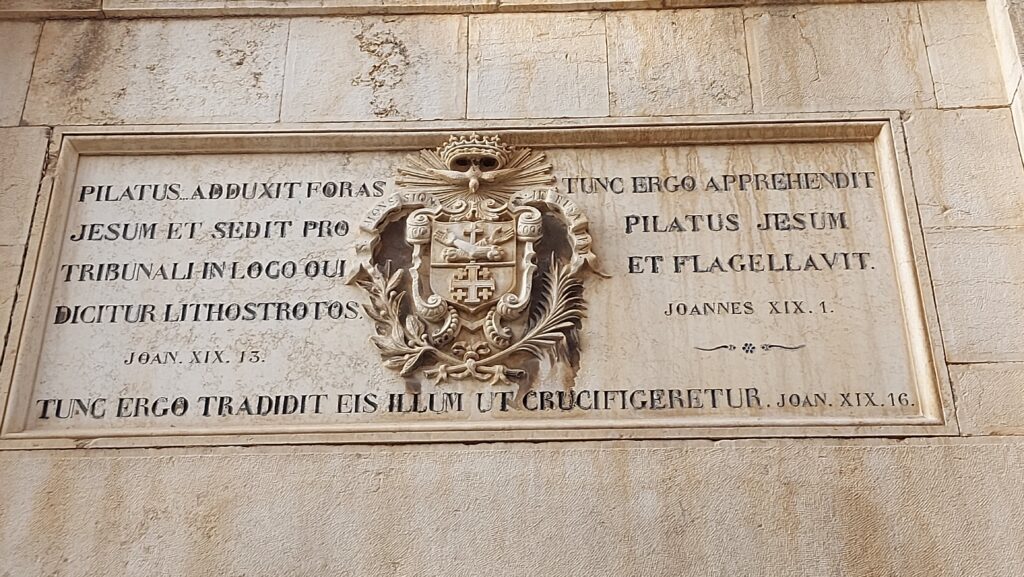 PILATUS...ADDUXIT FORAS
JESUM ET SEDIT PRO
TRIBUNALI IN LOCO QUI
DICITUR LITHOSTROTOS.
JOAN. XIX. 13.
TUNC ERGO APPREHENDIT
PILATUS JESUM
ET FLAGELLAVIT.
JOANNES XIX. 1.
TUNC ERGO TRADIDIT EIS ILLUM UT CRUCIFIGERETUR. JOAN. XIX. 16.